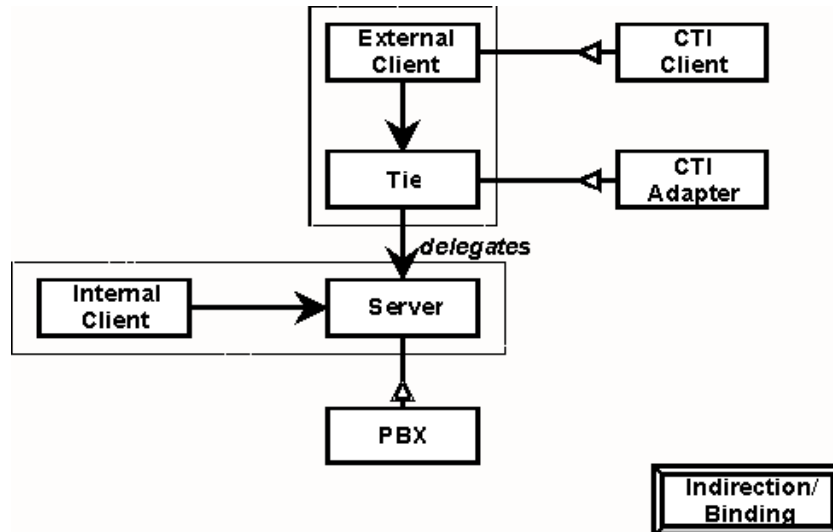 External
Client
CTI
Client
Tie
CTI
Adapter
delegates
Internal
Client
Server
PBX
Indirection/
Binding